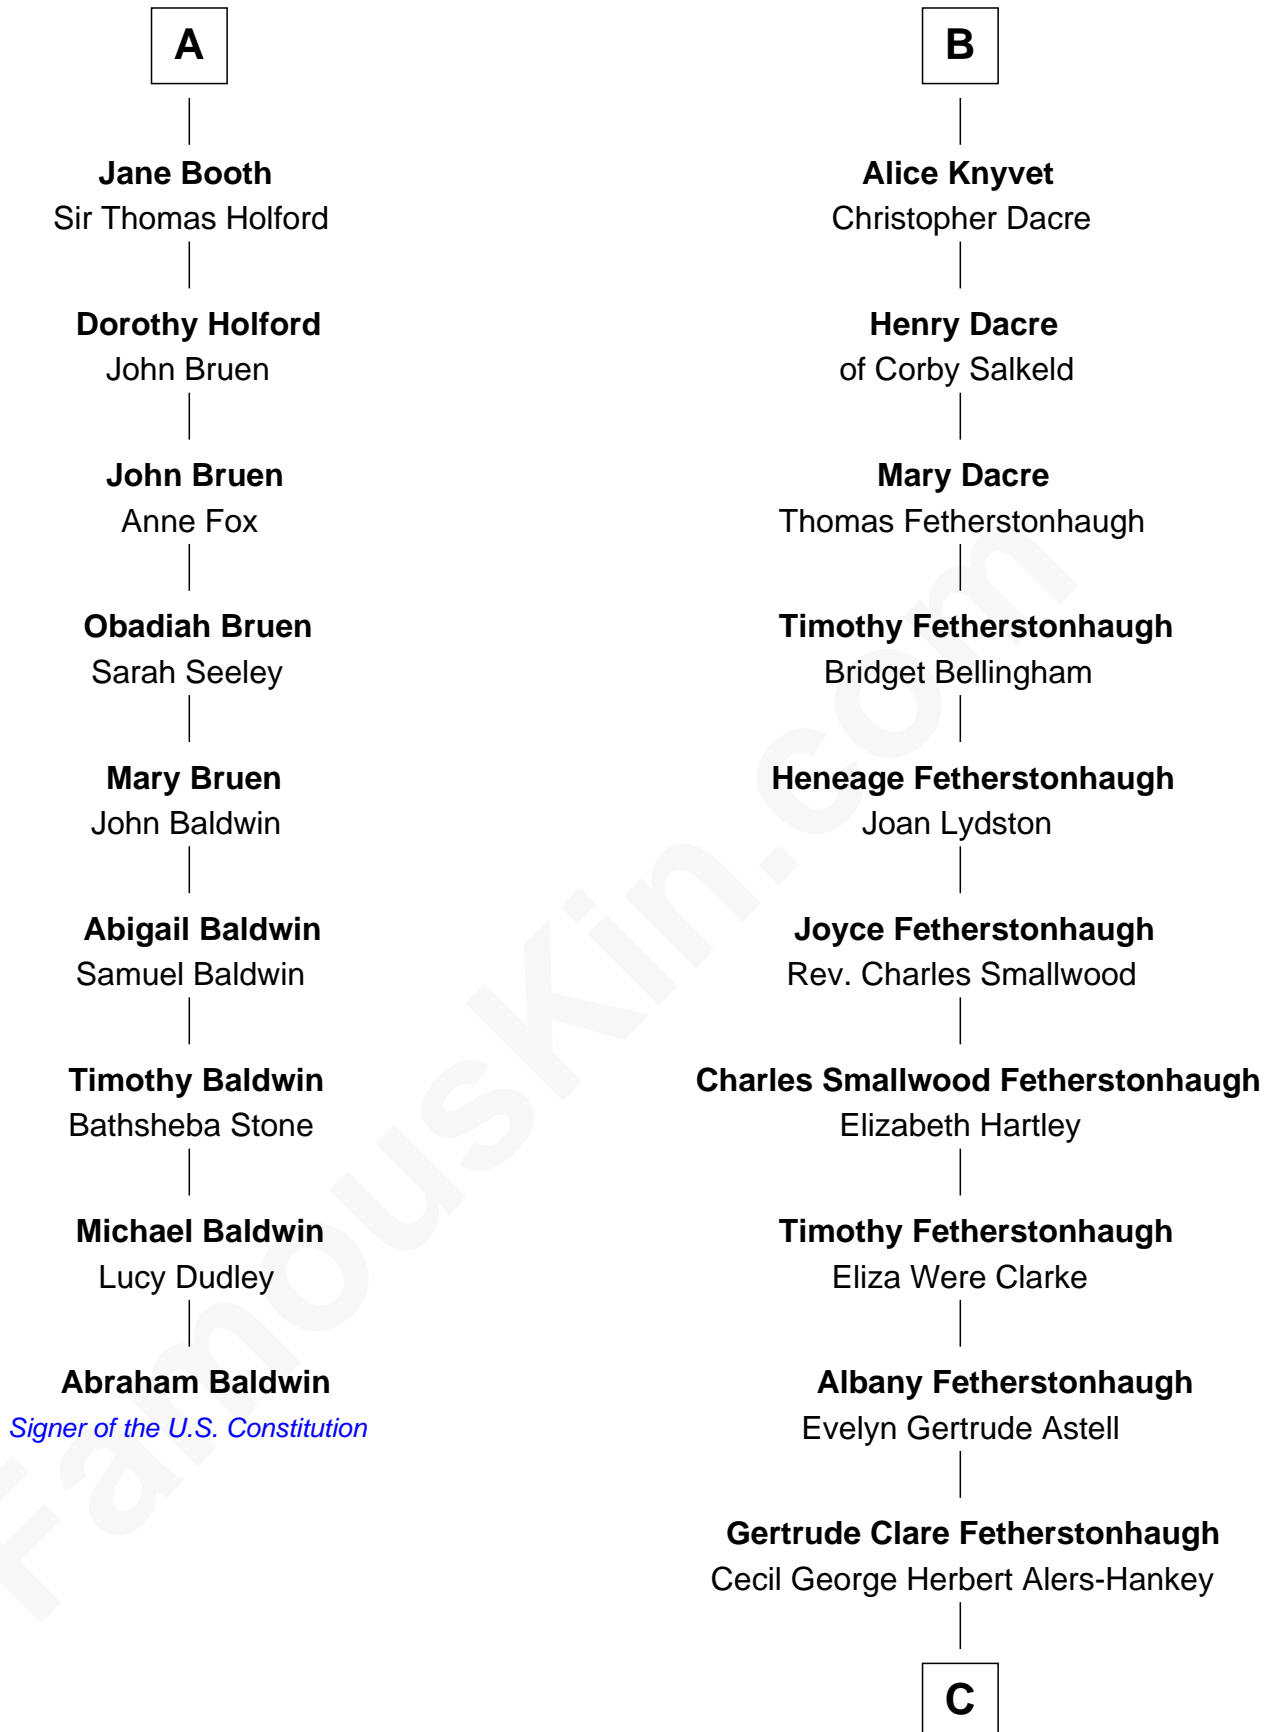 A
Jane Booth
Sir Thomas Holford
Dorothy Holford
John Bruen
John Bruen
Anne Fox
Obadiah Bruen
Sarah Seeley
Mary Bruen
John Baldwin
Abigail Baldwin
Samuel Baldwin
Timothy Baldwin
Bathsheba Stone
Michael Baldwin
Lucy Dudley
Abraham Baldwin
Signer of the U.S. Constitution
B
Alice Knyvet
Christopher Dacre
Henry Dacre
of Corby Salkeld
Mary Dacre
Thomas Fetherstonhaugh
Timothy Fetherstonhaugh
Bridget Bellingham
Heneage Fetherstonhaugh
Joan Lydston
Joyce Fetherstonhaugh
Rev. Charles Smallwood
Charles Smallwood Fetherstonhaugh
Elizabeth Hartley
Timothy Fetherstonhaugh
Eliza Were Clarke
Albany Fetherstonhaugh
Evelyn Gertrude Astell
Gertrude Clare Fetherstonhaugh
Cecil George Herbert Alers-Hankey
C
FamousKin.com